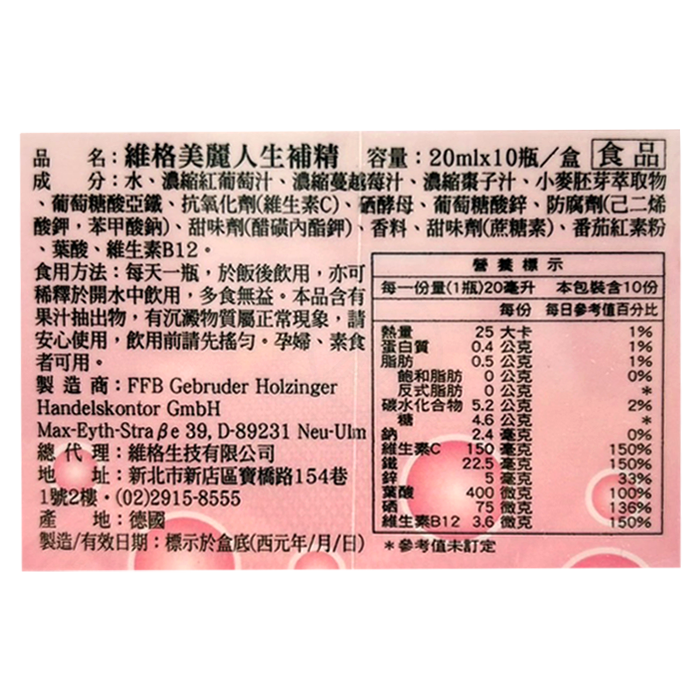 品　　名：維格美麗人生補精　容量：20mlx10瓶／盒 食品
成　　分：水、濃縮紅葡萄汁、濃縮蔓越莓汁、濃縮棗子汁、小麥胚芽萃取物
、葡萄糖酸亞鐵、抗氧化劑(維生素C)、硒酵母、葡萄糖酸鋅、防腐劑(己二烯
酸鉀，苯甲酸鈉)、甜味劑(醋磺內酯鉀)、香料、甜味劑(蔗糖素)、番茄紅素粉
、葉酸、維生素B12。
食用方法：每天一瓶，於飯後飲用，亦可
稀釋於開水中飲用，多食無益。本品含有
果汁抽出物，有沉澱物質屬正常現象，請
安心使用，飲用前請先搖勻。孕婦、素食
者可用。
製 造 商：FFB Gebruder Holzinger
Handelskontor GmbH
Max-Eyth-Straβe 39, D-89231 Neu-Ulm
總 代 理：維格生技有限公司
地　　址：新北市新店區寶橋路154巷
1號2樓・(02)2915-8555
產　　地：德國
製造/有效日期：標示於盒底(西元年/月/日)
營養標示
每一份量(1瓶)20毫升　本包裝含10份
每份　每日參考值百分比
熱量 25 大卡 1%
蛋白質 0.4 公克 1%
脂肪 0.5 公克 1%
飽和脂肪 0 公克 0%
反式脂肪 0 公克 *
碳水化合物 5.2 公克 2%
糖 4.6 公克 *
鈉 2.4 毫克 0%
維生素C 150 毫克 150%
鐵 22.5 毫克 150%
鋅 5 毫克 33%
葉酸 400 微克 100%
硒 75 微克 136%
維生素B12 3.6 微克 150%
*參考值未訂定